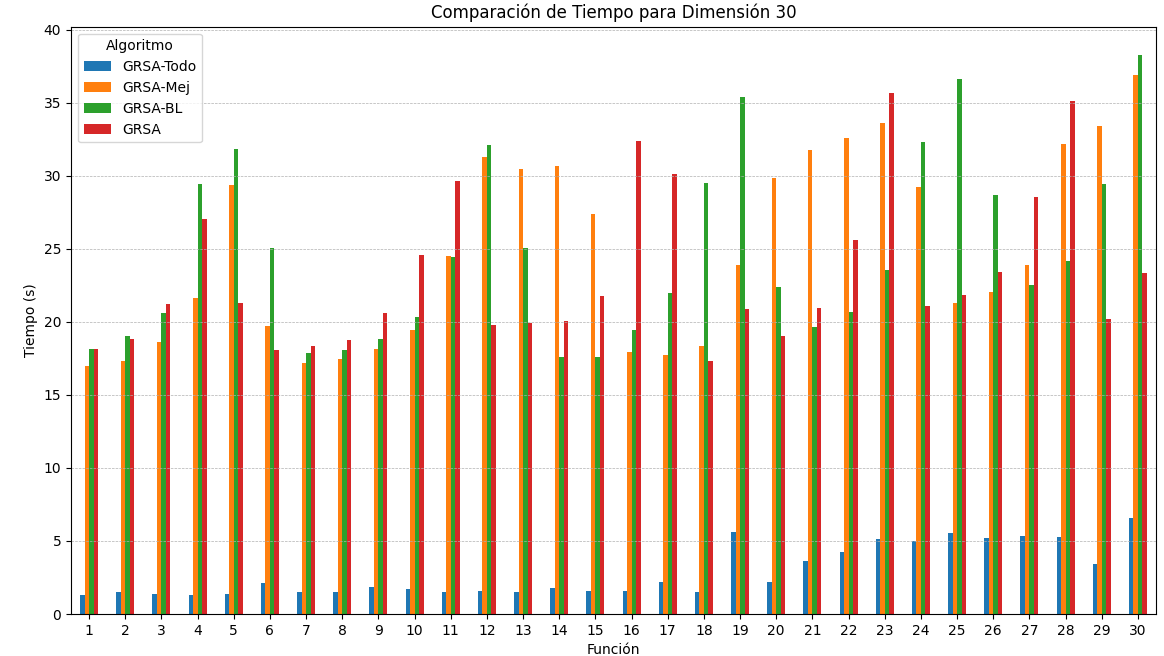 Comparación de Tiempo para Dimensión 30
Algoritmo
GRSA-Todo
GRSA-Mej
GRSA-BL
GRSA
Tiempo (s)
40
35
30
25
20
15
10
5
0
1 2 3 4 5 6 7 8 9 10 11 12 13 14 15 16 17 18 19 20 21 22 23 24 25 26 27 28 29 30
Función